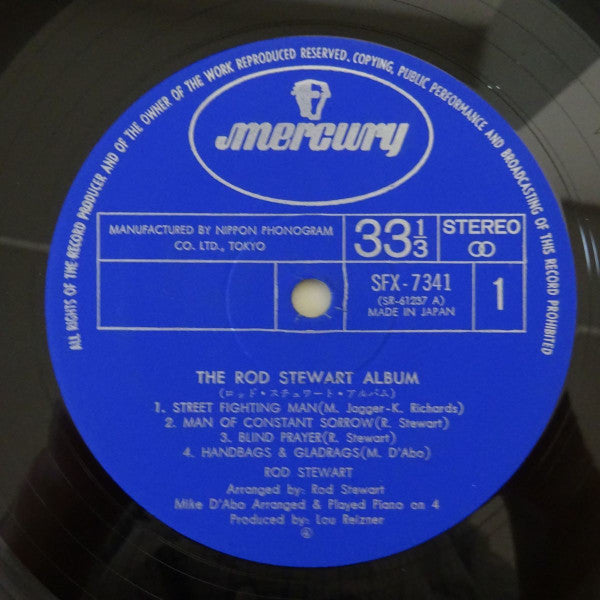 ALL RIGHTS OF THE RECORD PRODUCER AND OF THE OWNER OF THE WORK REPRODUCED RESERVED. COPYING, PUBLIC PERFORMANCE AND BROADCASTING OF THIS RECORD PROHIBITED
mercury
MANUFACTURED BY NIPPON PHONOGRAM
CO. LTD., TOKYO
33 1/3
STEREO
SFX-7341
(SR-61237 A)
MADE IN JAPAN
1
THE ROD STEWART ALBUM
(ロッド・スチュワート・アルバム)
1. STREET FIGHTING MAN(M. Jagger-K. Richards)
2. MAN OF CONSTANT SORROW(R. Stewart)
3. BLIND PRAYER(R. Stewart)
4. HANDBAGS & GLADRAGS(M. D'Abo)
ROD STEWART
Arranged by: Rod Stewart
Mike D'Abo Arranged & Played Piano on 4
Produced by: Lou Reizner